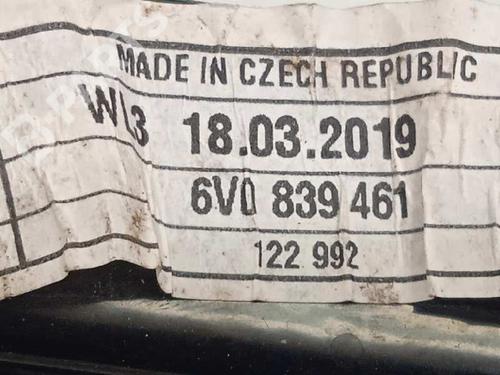 MADE IN CZECH REPUBLIC
WL3 18.03.2019
6V0 839 461
122 992